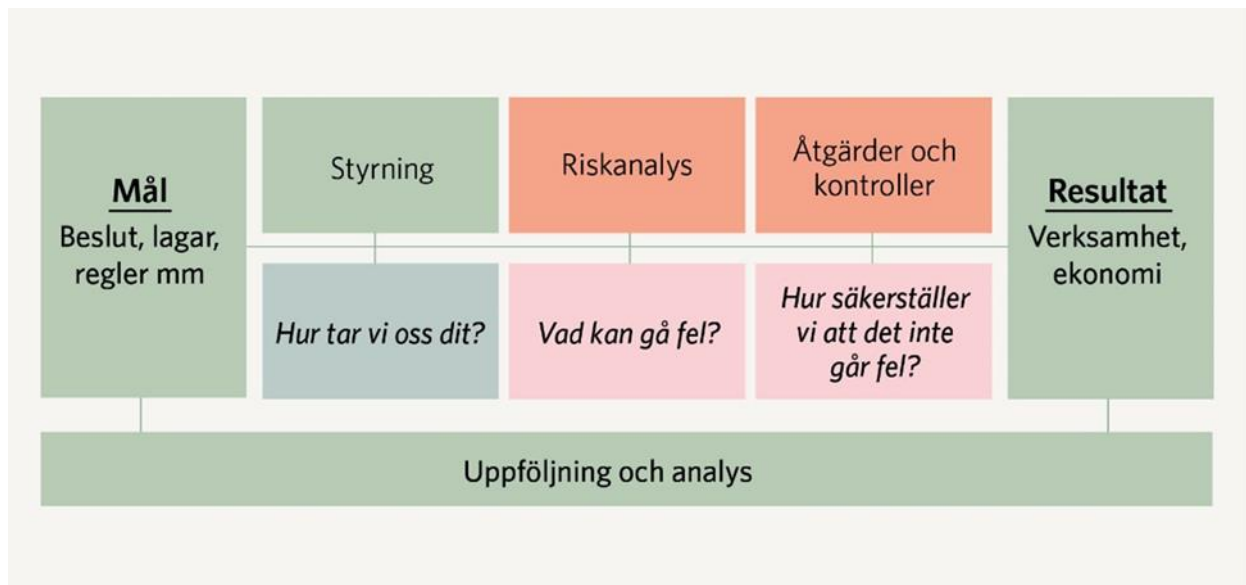 Mål
Beslut, lagar,
regler mm
Styrning
Hur tar vi oss dit?
Riskanalys
Vad kan gå fel?
Åtgärder och
kontroller
Hur säkerställer
vi att det inte
går fel?
Resultat
Verksamhet,
ekonomi
Uppföljning och analys